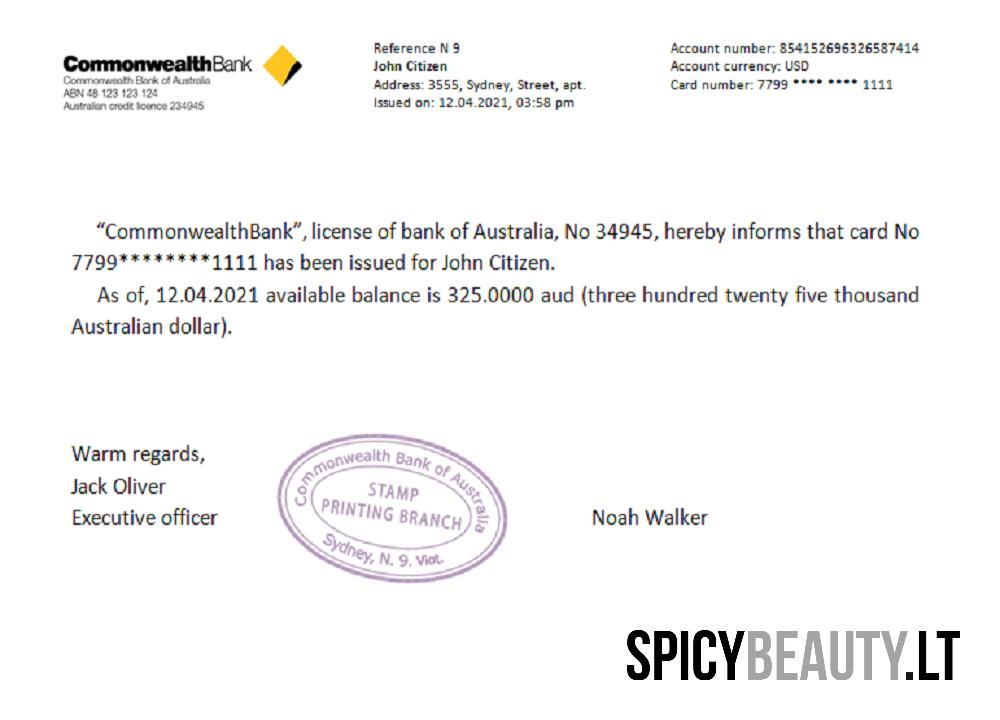 CommonwealthBank
Commonwealth Bank of Australia
ABN 48 123 123 124
Australian credit licence 234945
Reference N 9
John Citizen
Address: 3555, Sydney, Street, apt.
Issued on: 12.04.2021, 03:58 pm
Account number: 854152696326587414
Account currency: USD
Card number: 7799 **** **** 1111
“CommonwealthBank”, license of bank of Australia, No 34945, hereby informs that card No
7799********1111 has been issued for John Citizen.
As of, 12.04.2021 available balance is 325.0000 aud (three hundred twenty five thousand
Australian dollar).
Warm regards,
Jack Oliver
Executive officer
Commonwealth Bank of Australia
STAMP
PRINTING BRANCH
Sydney, N. 9. Viot.
Noah Walker
SPICYBEAUTY.LT